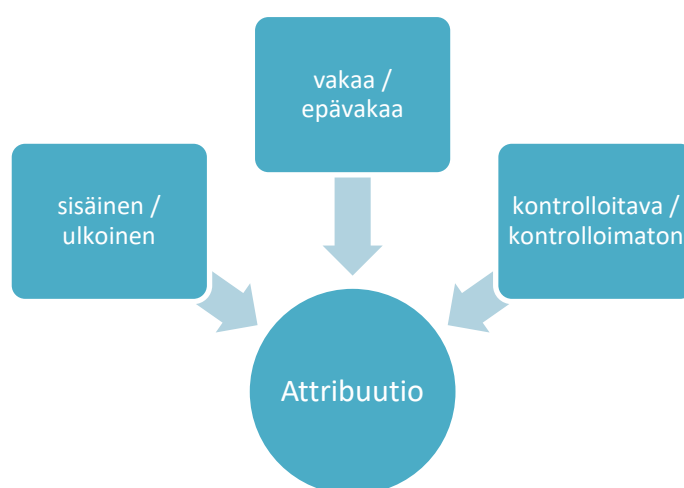 vakaa /
epävakaa
sisäinen /
ulkoinen
kontrolloitava /
kontrolloimaton
Attribuutio